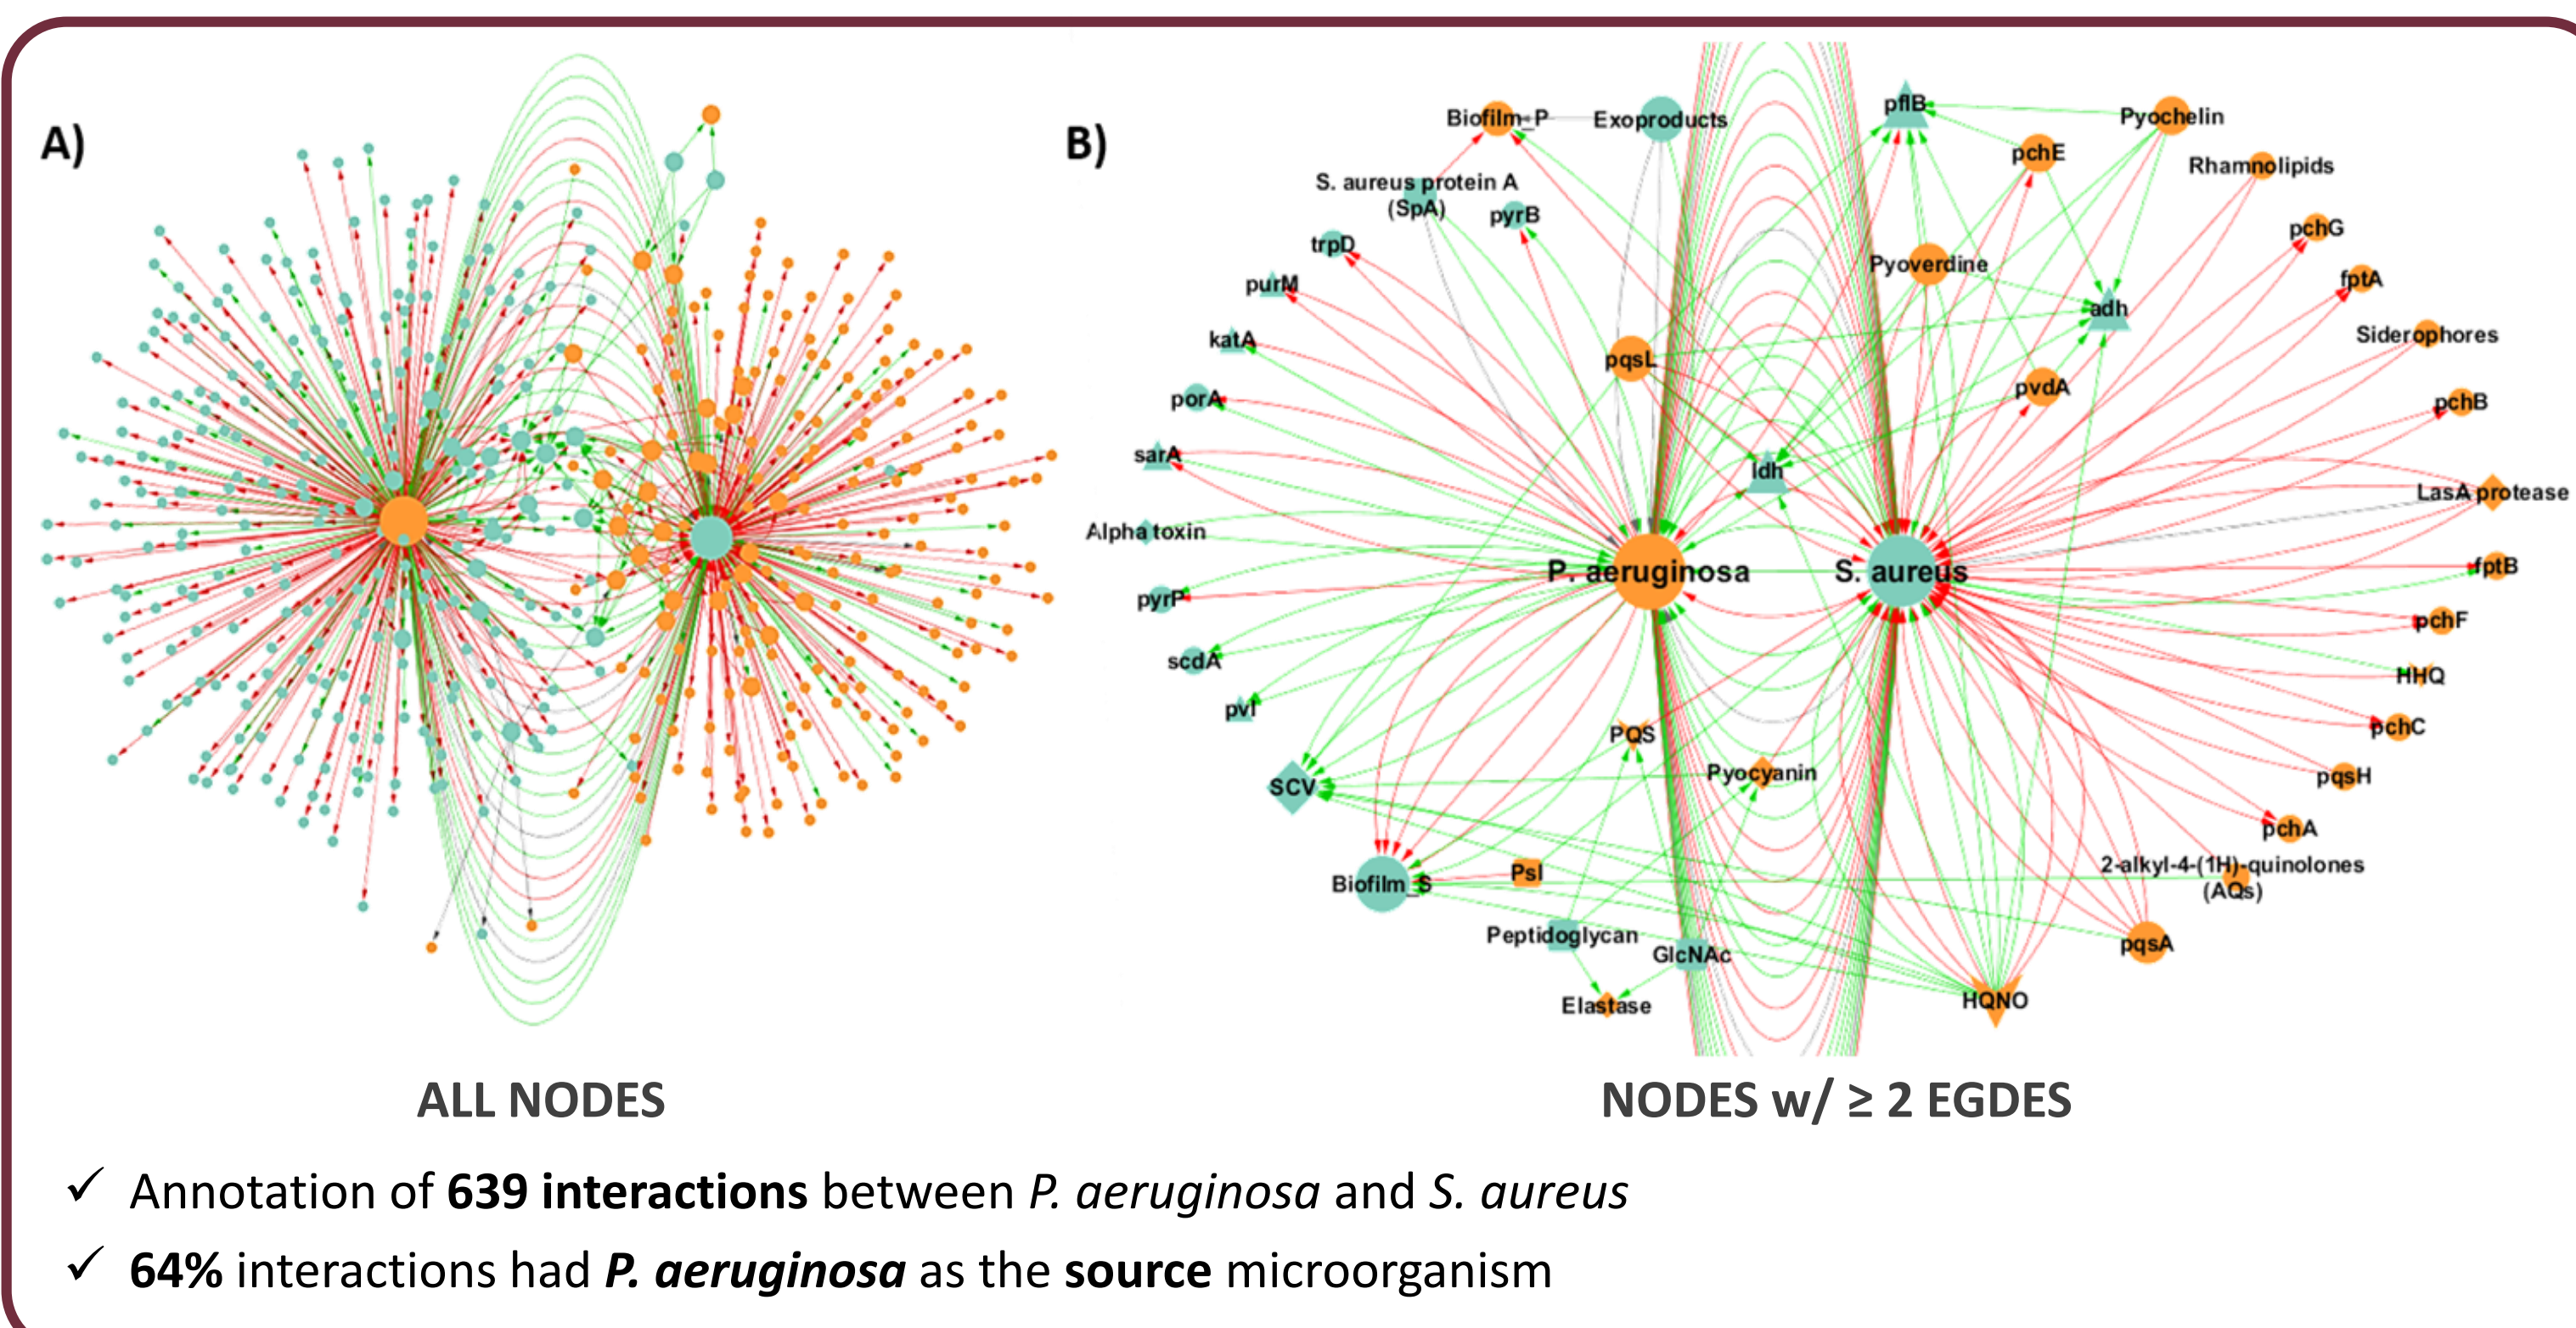 A)
B)
Biofilm_P
Exoproducts
pflB
Pyochelin
pchE
Rhamnolipids
S. aureus protein A
(SpA)
pyrB
trpD
pchG
Pyoverdine
purM
fptA
adh
katA
Siderophores
pqsL
pvdA
porA
pchB
sarA
ldh
LasA protease
Alpha toxin
P. aeruginosa
S. aureus
fptB
pyrP
pchF
scdA
HHQ
pvl
pchC
PQS
Pyocyanin
pqsH
SCV
pchA
2-alkyl-4-(1H)-quinolones
(AQs)
Biofilm_S
Psl
Peptidoglycan
GlcNAc
pqsA
Elastase
HQNO
ALL NODES
NODES w/ ≥ 2 EGDES
✓ Annotation of 639 interactions between P. aeruginosa and S. aureus
✓ 64% interactions had P. aeruginosa as the source microorganism